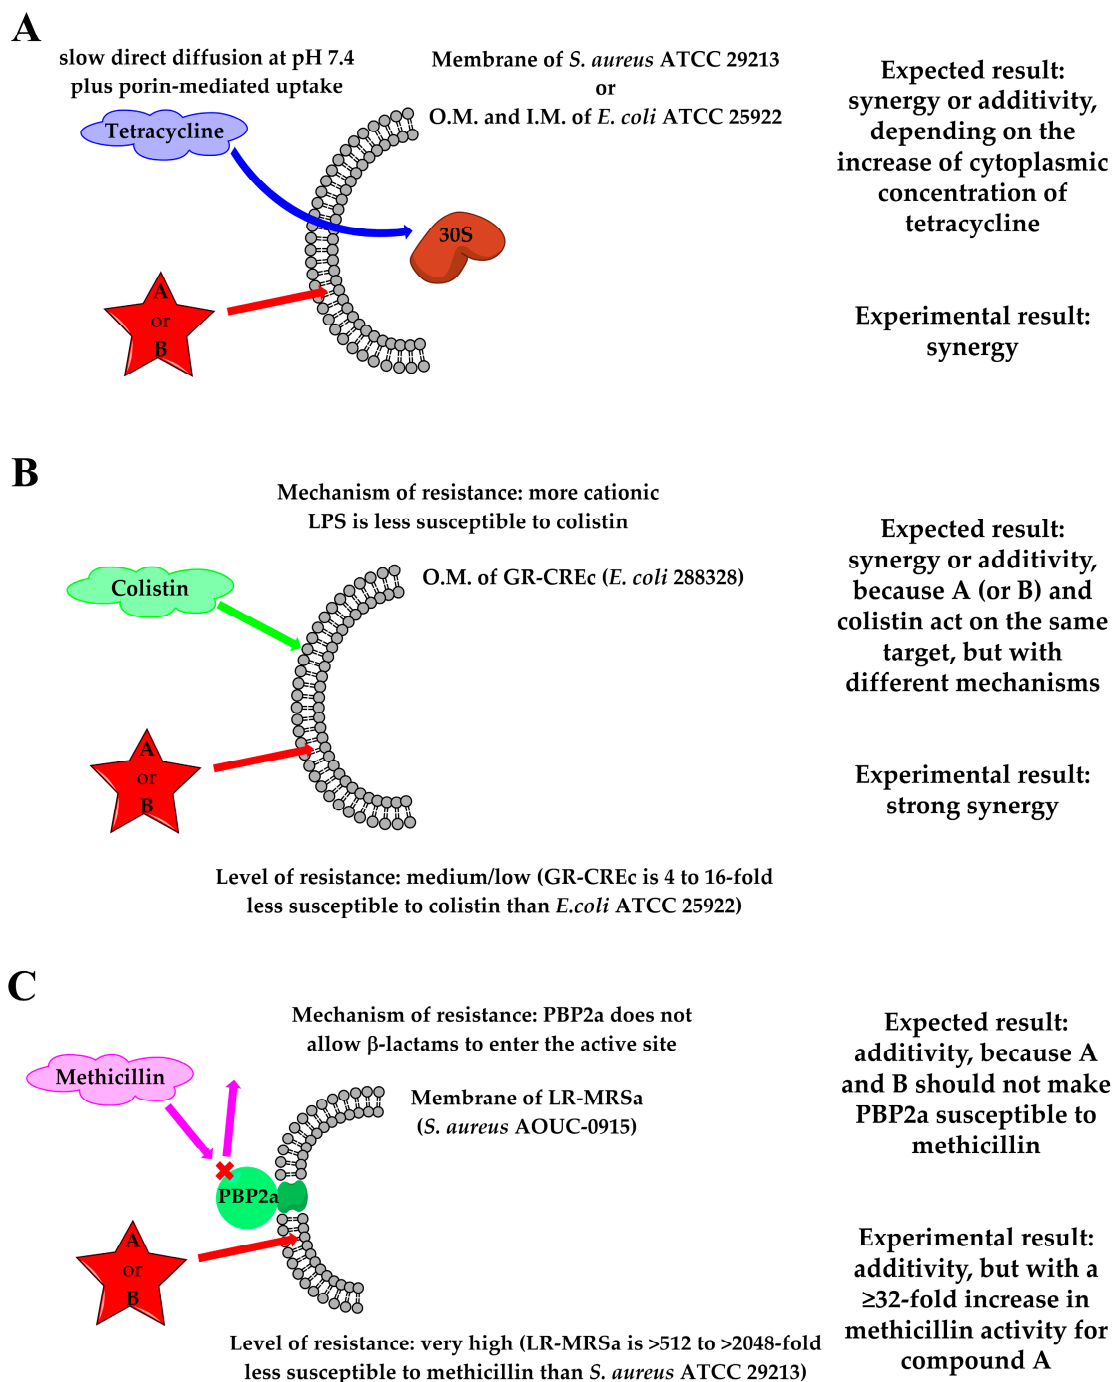 A
slow direct diffusion at pH 7.4
plus porin-mediated uptake
Tetracycline
Membrane of S. aureus ATCC 29213
or
O.M. and I.M. of E. coli ATCC 25922
30S
A
or
B
Expected result:
synergy or additivity,
depending on the
increase of cytoplasmic
concentration of
tetracycline
Experimental result:
synergy
B
Mechanism of resistance: more cationic
LPS is less susceptible to colistin
Colistin
O.M. of GR-CREc (E. coli 288328)
A
or
B
Level of resistance: medium/low (GR-CREc is 4 to 16-fold
less susceptible to colistin than E.coli ATCC 25922)
Expected result:
synergy or additivity,
because A (or B) and
colistin act on the same
target, but with
different mechanisms
Experimental result:
strong synergy
C
Mechanism of resistance: PBP2a does not
allow β-lactams to enter the active site
Methicillin
Membrane of LR-MRSa
(S. aureus AOUC-0915)
PBP2a
A
or
B
Level of resistance: very high (LR-MRSa is >512 to >2048-fold
less susceptible to methicillin than S. aureus ATCC 29213)
Expected result:
additivity, because A
and B should not make
PBP2a susceptible to
methicillin
Experimental result:
additivity, but with a
≥32-fold increase in
methicillin activity for
compound A